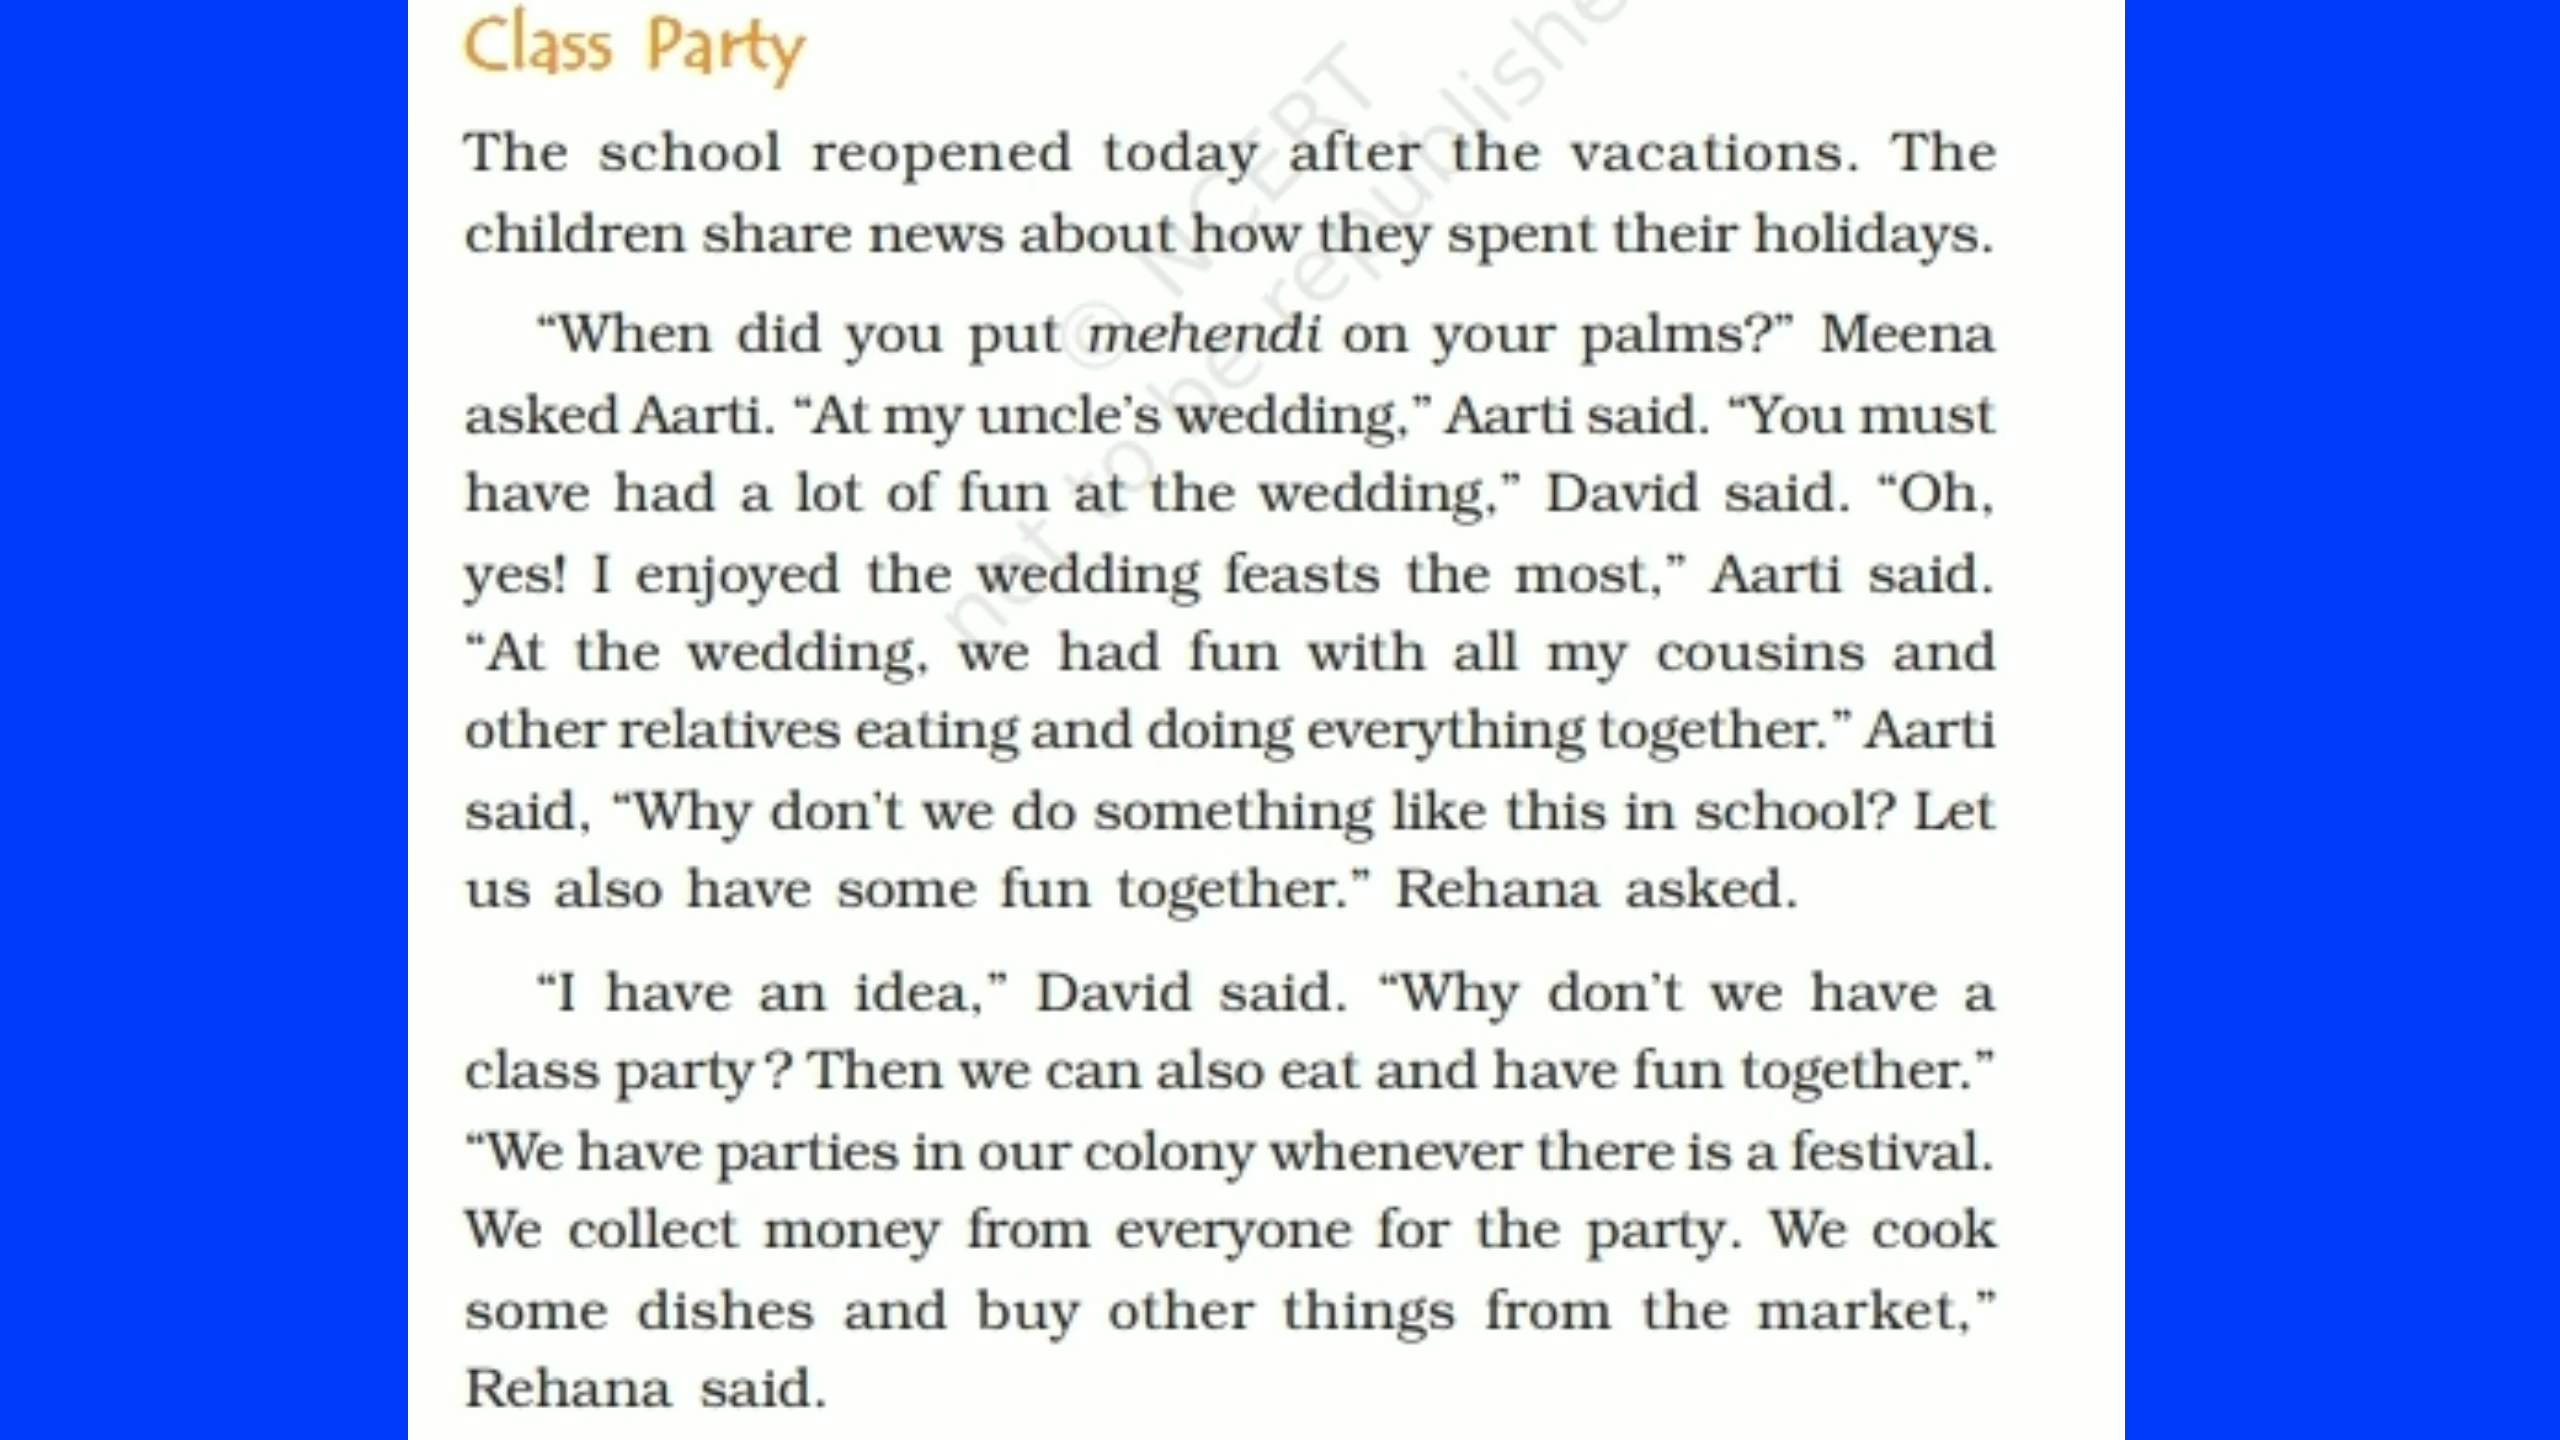 Class Party
The school reopened today after the vacations. The
children share news about how they spent their holidays.
“When did you put mehendi on your palms?” Meena
asked Aarti. “At my uncle’s wedding,” Aarti said. “You must
have had a lot of fun at the wedding,” David said. “Oh,
yes! I enjoyed the wedding feasts the most,” Aarti said.
“At the wedding, we had fun with all my cousins and
other relatives eating and doing everything together.” Aarti
said, “Why don’t we do something like this in school? Let
us also have some fun together.” Rehana asked.
“I have an idea,” David said. “Why don’t we have a
class party? Then we can also eat and have fun together.”
“We have parties in our colony whenever there is a festival.
We collect money from everyone for the party. We cook
some dishes and buy other things from the market,”
Rehana said.
© NCERT
not to be republishe